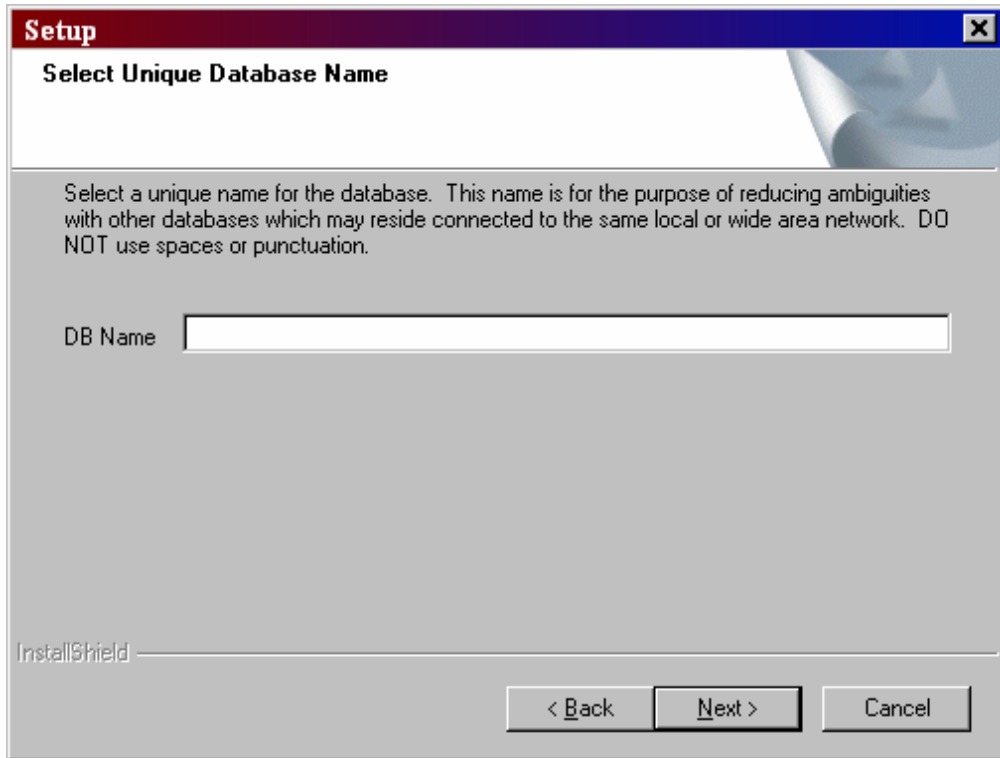 Setup
Select Unique Database Name
Select a unique name for the database.  This name is for the purpose of reducing ambiguities
with other databases which may reside connected to the same local or wide area network.  DO
NOT use spaces or punctuation.
DB Name
InstallShield
< Back
Next >
Cancel